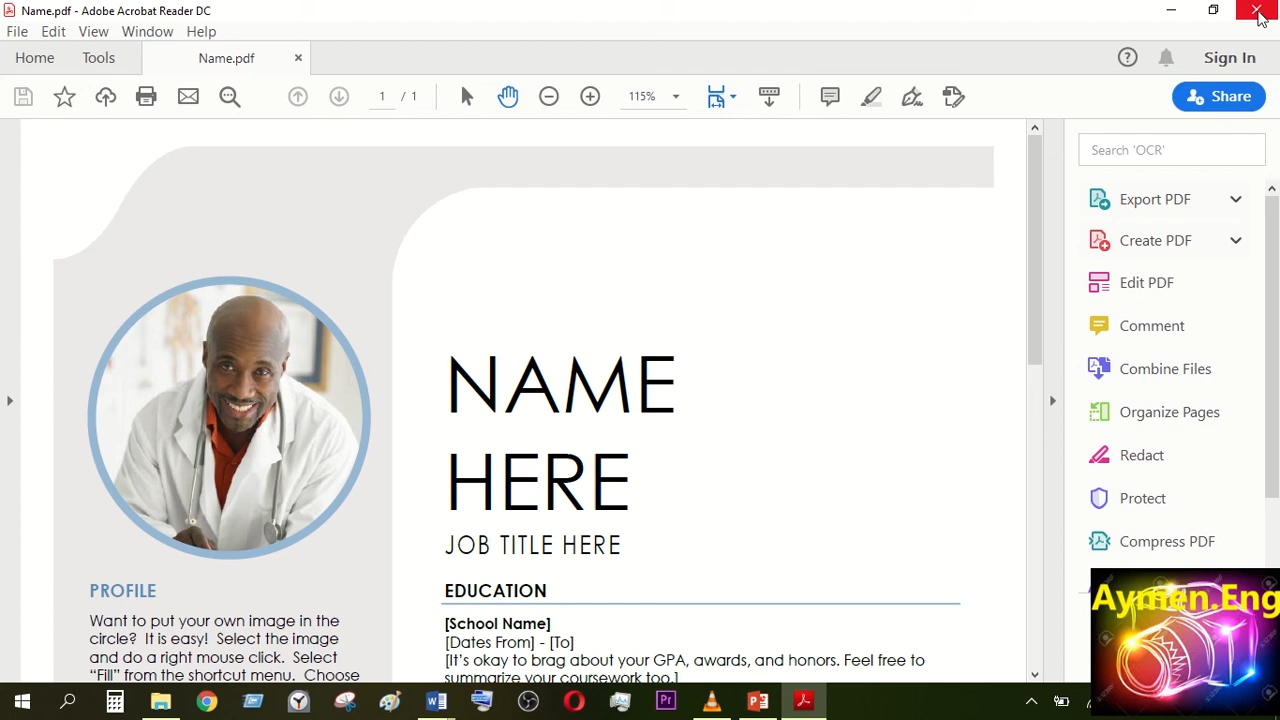 Name.pdf - Adobe Acrobat Reader DC
File Edit View Window Help
Home Tools Name.pdf Sign In
1 / 1 115% Share
Search 'OCR'
Export PDF
Create PDF
Edit PDF
Comment
Combine Files
Organize Pages
Redact
Protect
Compress PDF
NAME
HERE
JOB TITLE HERE
PROFILE
Want to put your own image in the
circle? It is easy! Select the image
and do a right mouse click. Select
“Fill” from the shortcut menu. Choose
EDUCATION
[School Name]
[Dates From] - [To]
[It’s okay to brag about your GPA, awards, and honors. Feel free to
summarize your coursework too.]
Aymen.Eng